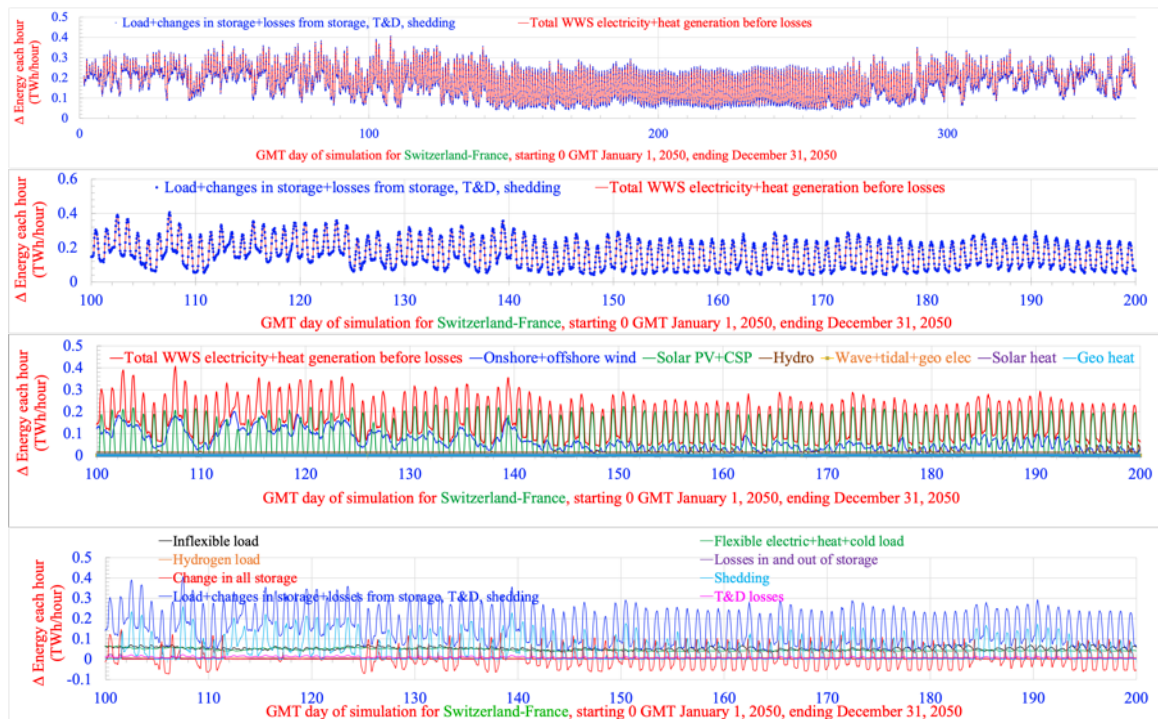 Load+changes in storage+losses from storage, T&D, shedding Total WWS electricity+heat generation before losses
Δ Energy each hour
(TWh/hour)
0.5
0.4
0.3
0.2
0.1
0
0 100 200 300
GMT day of simulation for Switzerland-France, starting 0 GMT January 1, 2050, ending December 31, 2050
Load+changes in storage+losses from storage, T&D, shedding Total WWS electricity+heat generation before losses
Δ Energy each hour
(TWh/hour)
0.6
0.4
0.2
0
100 110 120 130 140 150 160 170 180 190 200
GMT day of simulation for Switzerland-France, starting 0 GMT January 1, 2050, ending December 31, 2050
Total WWS electricity+heat generation before losses Onshore+offshore wind Solar PV+CSP Hydro Wave+tidal+geo elec Solar heat Geo heat
Δ Energy each hour
(TWh/hour)
0.5
0.4
0.3
0.2
0.1
0
100 110 120 130 140 150 160 170 180 190 200
GMT day of simulation for Switzerland-France, starting 0 GMT January 1, 2050, ending December 31, 2050
Inflexible load Flexible electric+heat+cold load
Hydrogen load Losses in and out of storage
Change in all storage Shedding
Load+changes in storage+losses from storage, T&D, shedding T&D losses
Δ Energy each hour
(TWh/hour)
0.5
0.4
0.3
0.2
0.1
0
-0.1
100 110 120 130 140 150 160 170 180 190 200
GMT day of simulation for Switzerland-France, starting 0 GMT January 1, 2050, ending December 31, 2050